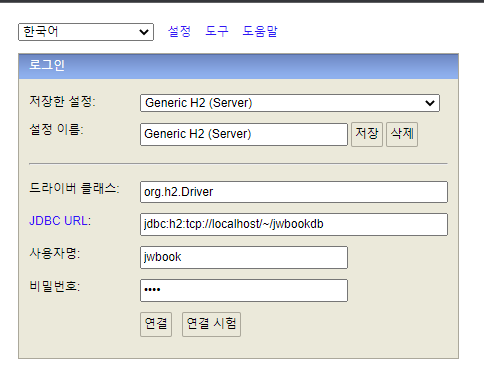 한국어 설정 도구 도움말
로그인
저장한 설정: Generic H2 (Server)
설정 이름: Generic H2 (Server) 저장 삭제
드라이버 클래스: org.h2.Driver
JDBC URL: jdbc:h2:tcp://localhost/~/jwbookdb
사용자명: jwbook
비밀번호: ••••
연결 연결 시험